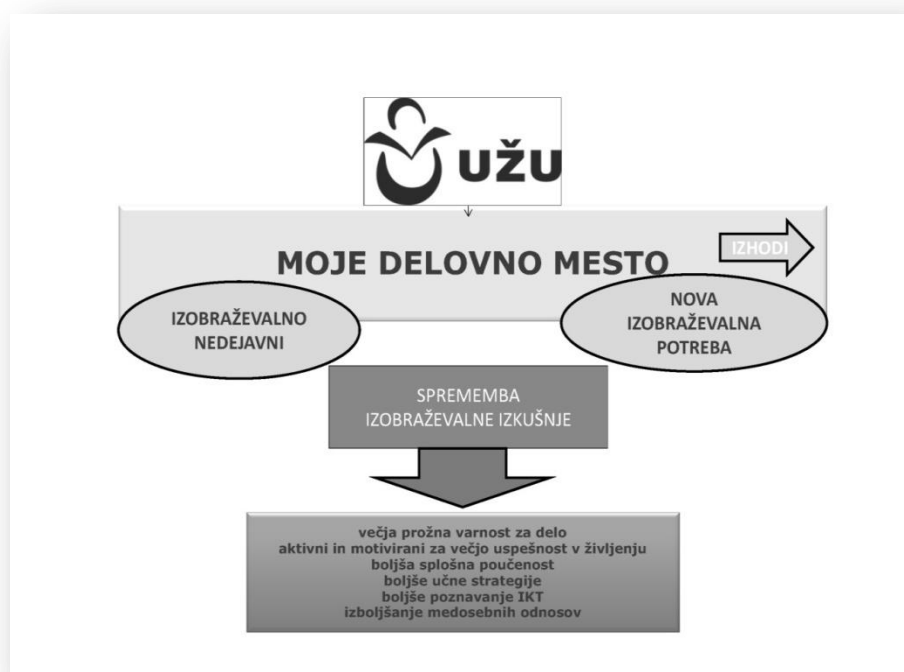 UŽU
MOJE DELOVNO MESTO
IZHODI
IZOBRAŽEVALNO
NEDEJAVNI
NOVA
IZOBRAŽEVALNA
POTREBA
SPREMEMBA
IZOBRAŽEVALNE IZKUŠNJE
večja prožna varnost za delo
aktivni in motivirani za večjo uspešnost v življenju
boljša splošna poučenost
boljše učne strategije
boljše poznavanje IKT
izboljšanje medosebnih odnosov